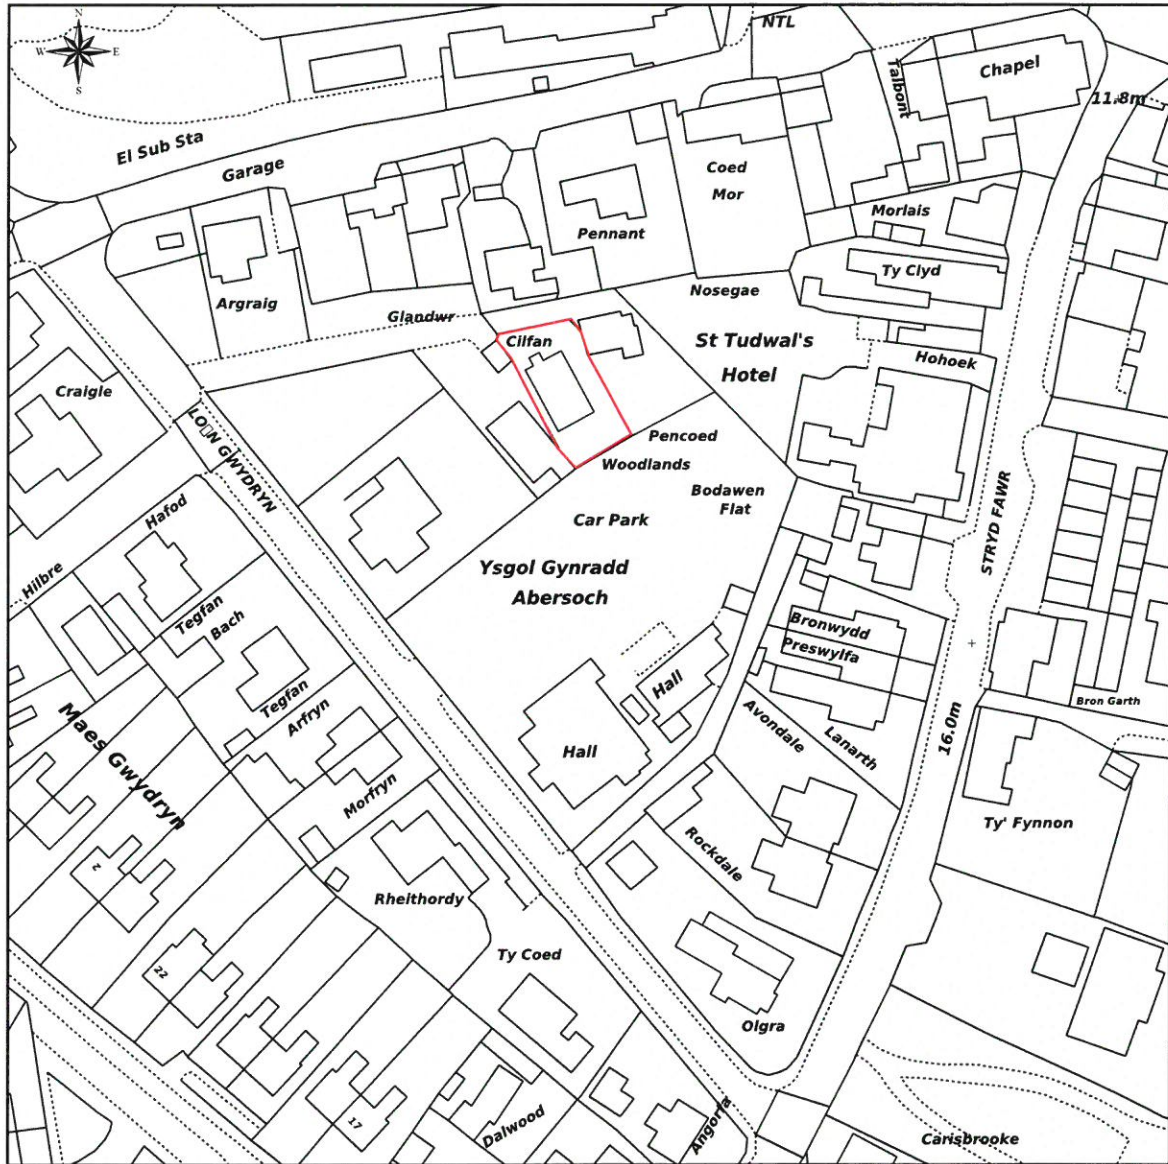 N
W E
S
NTL
Chapel
Talbont
11.8m
El Sub Sta
Garage
Coed
Mor
Morlais
Pennant
Ty Clyd
Argraig
Nosegae
Glandwr
Cilfan
St Tudwal's
Hotel
Hohoek
Craigle
GWYDRYN
Pencoed
Woodlands
Bodawen
Flat
Car Park
STRYD FAWR
Hafod
Hilbre
Ysgol Gynradd
Abersoch
Tegfan
Bach
Bronwydd
Preswylfa
Hall
Tegfan
Arfryn
Bron Garth
Maes Gwydryn
Avondale
Lanarth
16.0m
Hall
Morfryn
Ty' Fynnon
Rockdale
2
Rheithordy
Ty Coed
22
Olgra
17
Dalwood
Angorfa
Carisbrooke